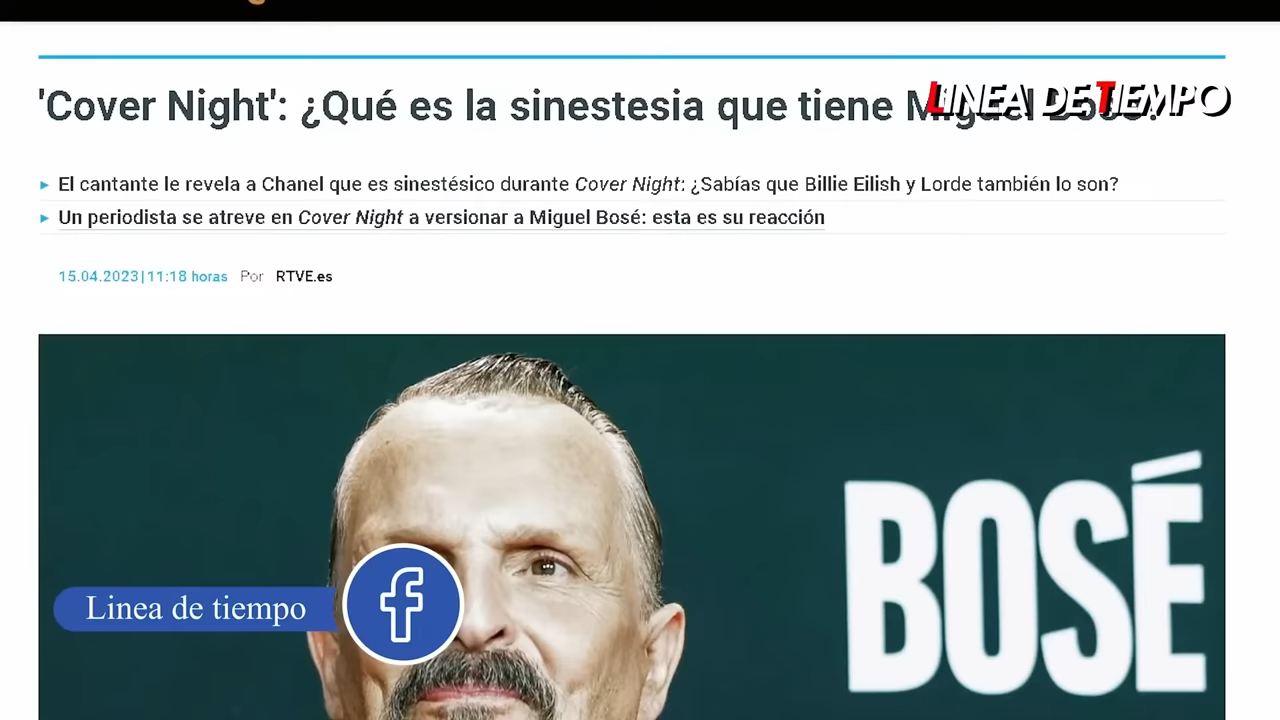 'Cover Night': ¿Qué es la sinestesia que tiene Miguel Bosé?
LINEA DE TIEMPO
El cantante le revela a Chanel que es sinestésico durante Cover Night: ¿Sabías que Billie Eilish y Lorde también lo son?
Un periodista se atreve en Cover Night a versionar a Miguel Bosé: esta es su reacción
15.04.2023|11:18 horas Por RTVE.es
BOSÉ
Linea de tiempo